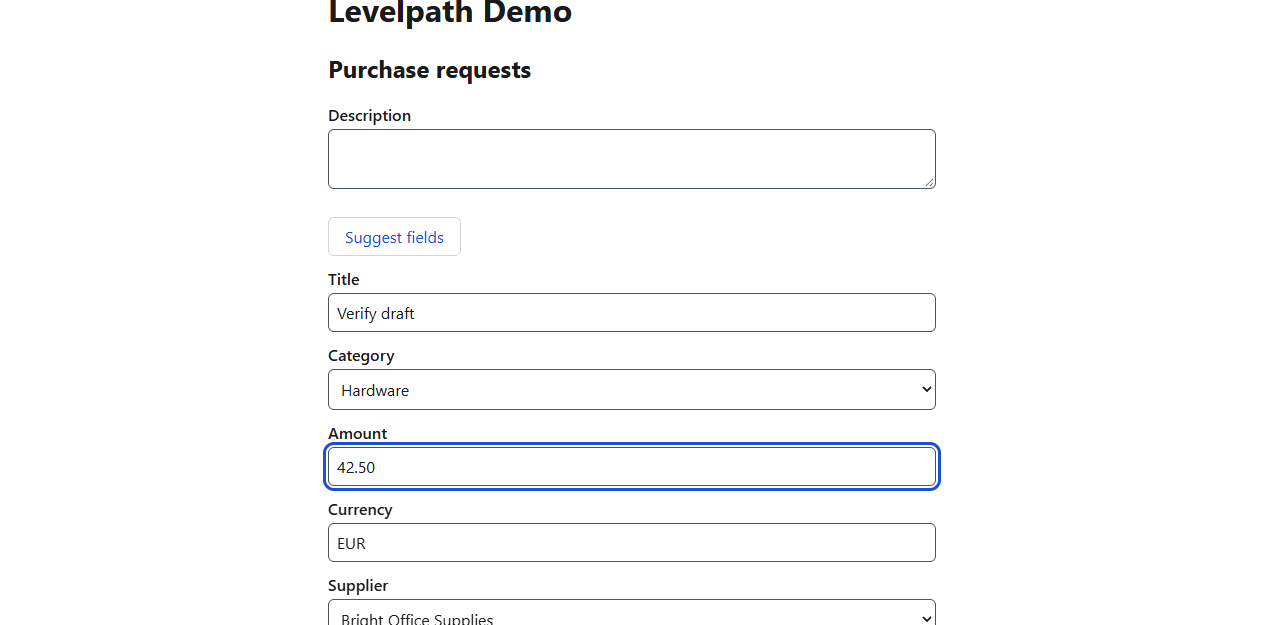 Levelpath Demo
Purchase requests
Description
Suggest fields
Title
Verify draft
Category
Hardware
Amount
42.50
Currency
EUR
Supplier
Bright Office Supplies